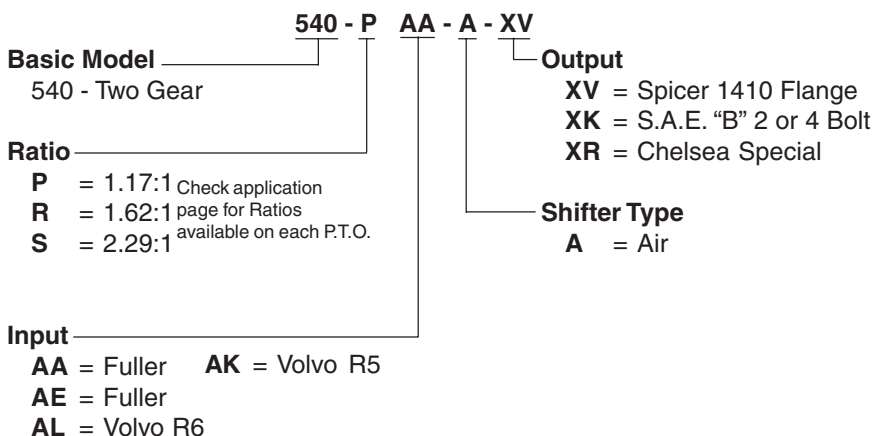 540 - P AA - A - XV
Basic Model
540 - Two Gear
Ratio
P = 1.17:1
R = 1.62:1
S = 2.29:1
Check application
page for Ratios
available on each P.T.O.
Input
AA = Fuller AK = Volvo R5
AE = Fuller
AL = Volvo R6
Output
XV = Spicer 1410 Flange
XK = S.A.E. “B” 2 or 4 Bolt
XR = Chelsea Special
Shifter Type
A = Air